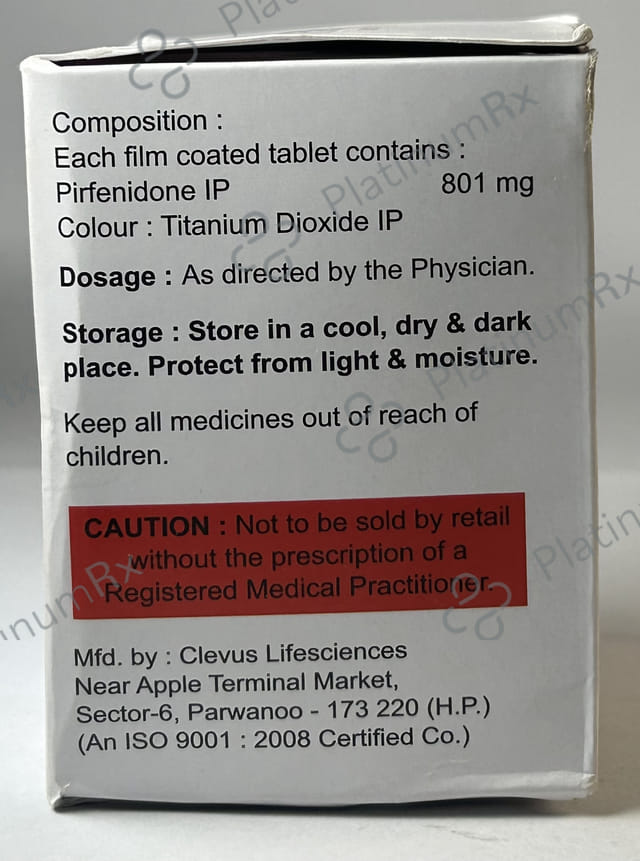 Composition :
Each film coated tablet contains :
Pirfenidone IP 801 mg
Colour : Titanium Dioxide IP
Dosage : As directed by the Physician.
Storage : Store in a cool, dry & dark
place. Protect from light & moisture.
Keep all medicines out of reach of
children.
CAUTION : Not to be sold by retail
without the prescription of a
Registered Medical Practitioner.
Mfd. by : Clevus Lifesciences
Near Apple Terminal Market,
Sector-6, Parwanoo - 173 220 (H.P.)
(An ISO 9001 : 2008 Certified Co.)
PlatinumRx